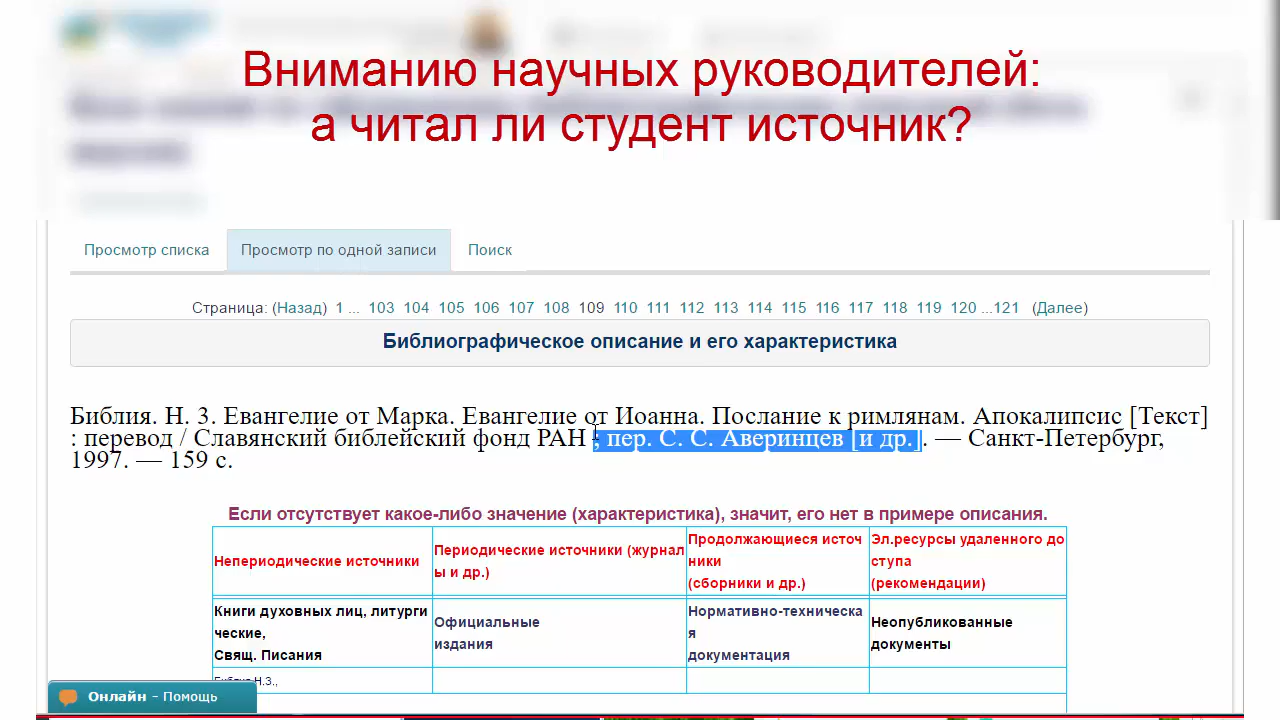 Вниманию научных руководителей:
а читал ли студент источник?
Просмотр списка Просмотр по одной записи Поиск
Страница: (Назад) 1 ... 103 104 105 106 107 108 109 110 111 112 113 114 115 116 117 118 119 120 ...121 (Далее)
Библиографическое описание и его характеристика
Библия. Н. З. Евангелие от Марка. Евангелие от Иоанна. Послание к римлянам. Апокалипсис [Текст]
: перевод / Славянский библейский фонд РАН ; пер. С. С. Аверинцев [и др.]. — Санкт-Петербург,
1997. — 159 с.
Если отсутствует какое-либо значение (характеристика), значит, его нет в примере описания.
Непериодические источники
Периодические источники (журнал
ы и др.)
Продолжающиеся источ
ники
(сборники и др.)
Эл.ресурсы удаленного до
ступа
(рекомендации)
Книги духовных лиц, литурги
ческие,
Свящ. Писания
Официальные
издания
Нормативно-техническа
я
документация
Неопубликованные
документы
Н.З.,
Онлайн - Помощь